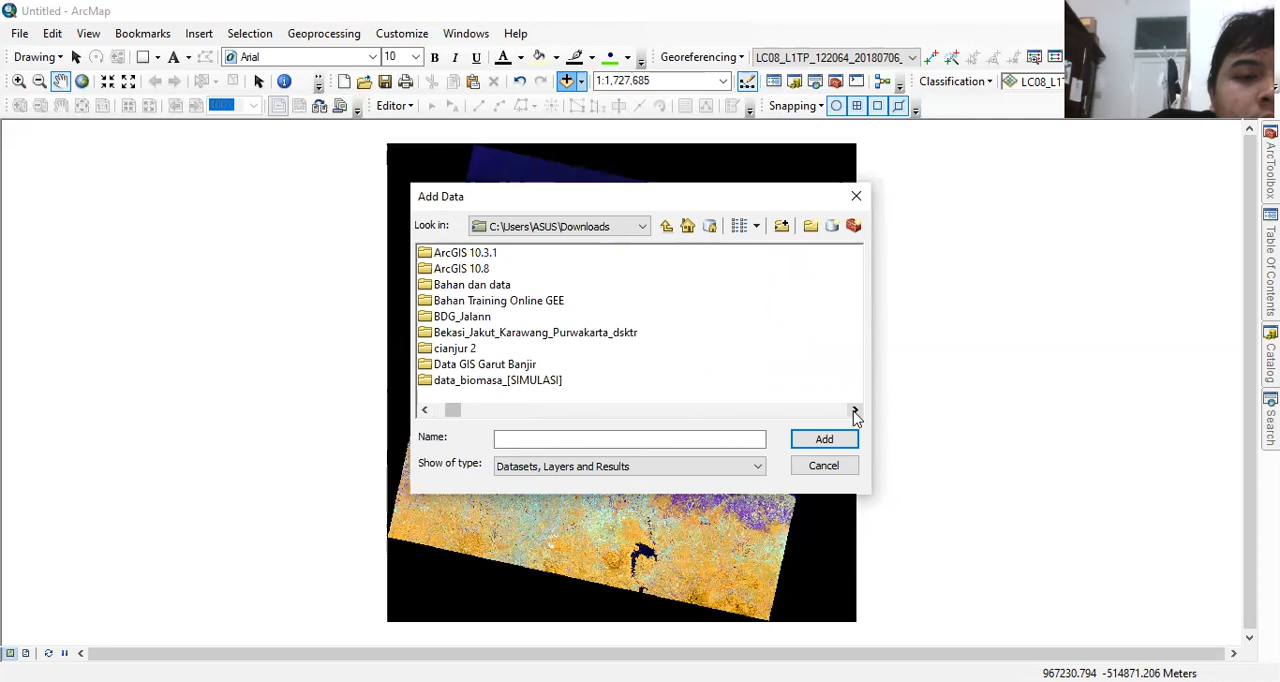 Untitled - ArcMap
File Edit View Bookmarks Insert Selection Geoprocessing Customize Windows Help
Drawing Arial 10 B I U A Georeferencing LC08_L1TP_122064_20180706_
1:1,727,685 Classification LC08_L1T
Editor Snapping
Add Data
Look in: C:\Users\ASUS\Downloads
ArcGIS 10.3.1
ArcGIS 10.8
Bahan dan data
Bahan Training Online GEE
BDG_Jalann
Bekasi_Jakut_Karawang_Purwakarta_dsktr
cianjur 2
Data GIS Garut Banjir
data_biomasa_[SIMULASI]
Name: Add
Show of type: Datasets, Layers and Results Cancel
ArcToolbox
Table Of Contents
Catalog
Search
967230.794 -514871.206 Meters